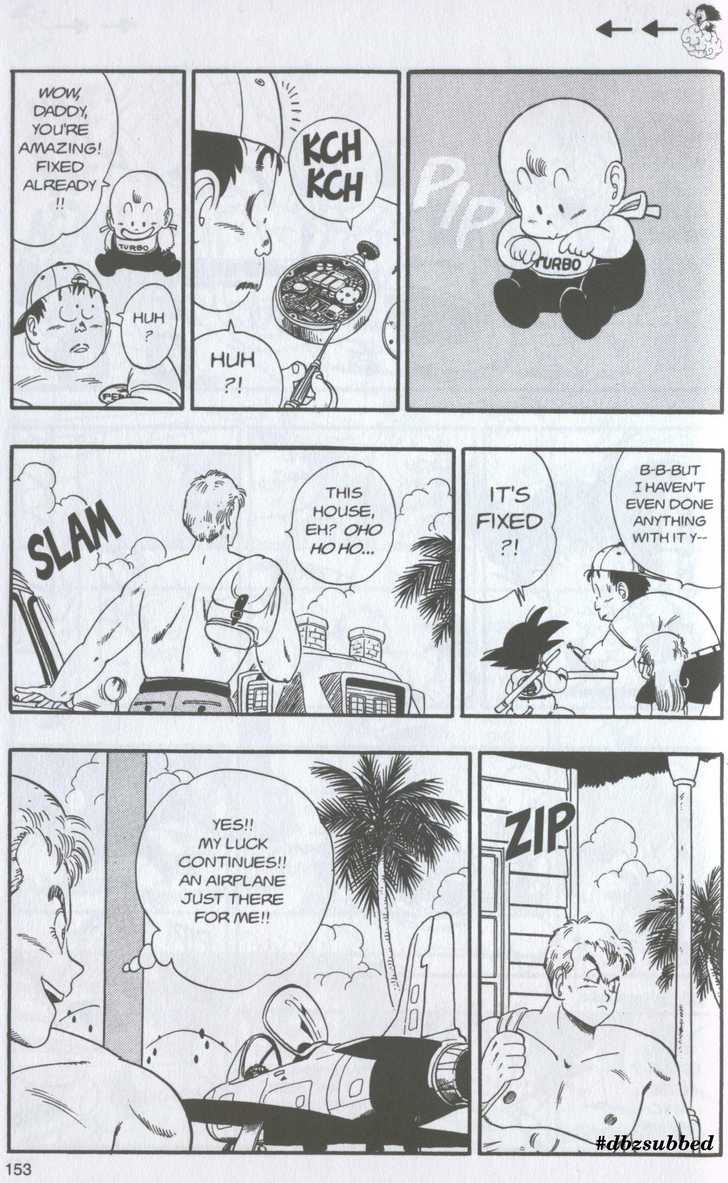 PIP
TURBO
KCH
KCH
HUH
?!
WOW,
DADDY,
YOU'RE
AMAZING!
FIXED
ALREADY
!!
TURBO
HUH
?
B-B-BUT
I HAVEN'T
EVEN DONE
ANYTHING
WITH IT Y--
IT'S
FIXED
?!
THIS
HOUSE,
EH? OHO
HO HO...
SLAM
ZIP
YES!!
MY LUCK
CONTINUES!!
AN AIRPLANE
JUST THERE
FOR ME!!
#dbzsubbed
153